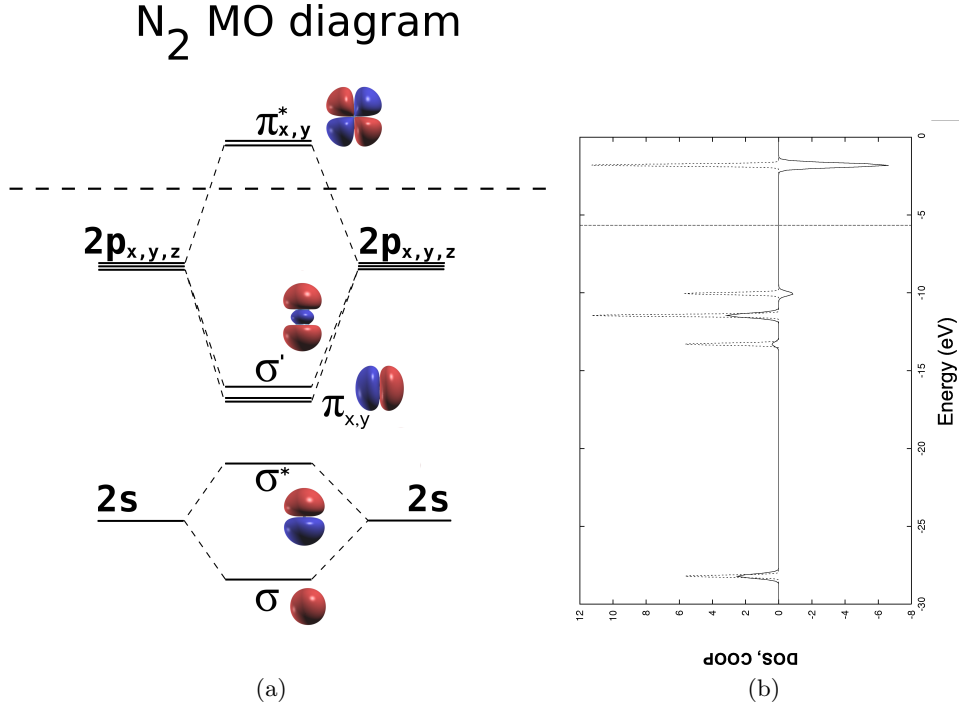 N2 MO diagram
π*x,y
2px,y,z
2px,y,z
σ'
πx,y
σ*
2s
2s
σ
(a)
0
-5
-10
-15
-20
-25
-30
Energy (eV)
12
10
8
6
4
2
0
-2
-4
-6
-8
DOS, COOP
(b)